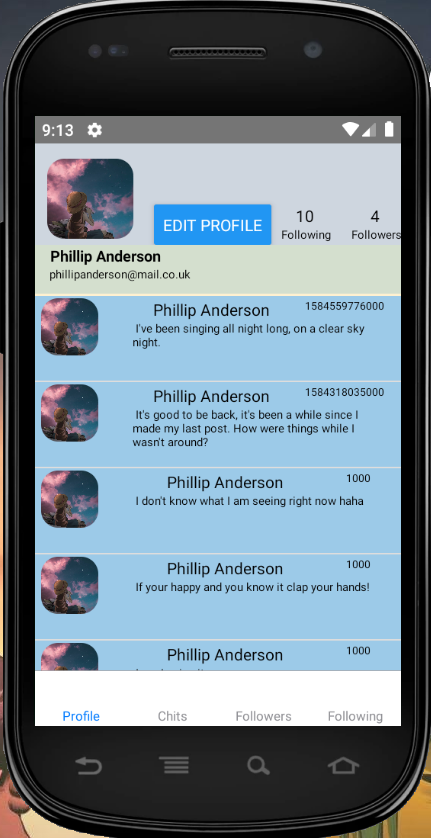 9:13
EDIT PROFILE
10
Following
4
Followers
Phillip Anderson
phillipanderson@mail.co.uk
Phillip Anderson
1584559776000
I've been singing all night long, on a clear sky
night.
Phillip Anderson
1584318035000
It's good to be back, it's been a while since I
made my last post. How were things while I
wasn't around?
Phillip Anderson
1000
I don't know what I am seeing right now haha
Phillip Anderson
1000
If your happy and you know it clap your hands!
Phillip Anderson
1000
Profile
Chits
Followers
Following